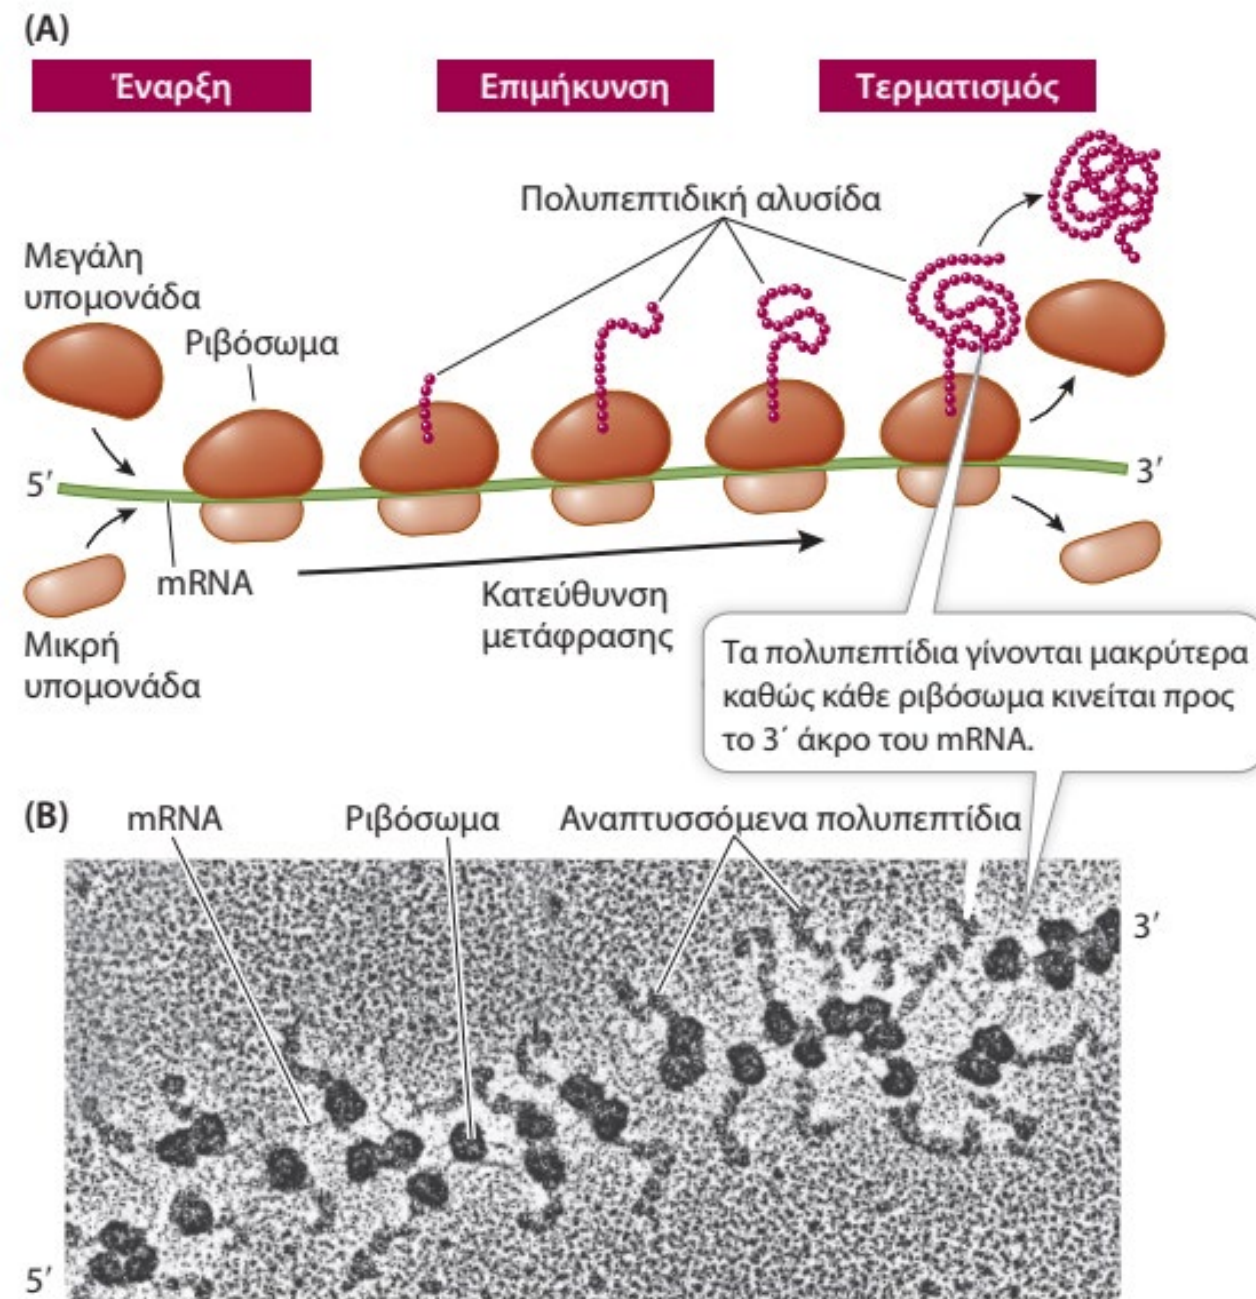 (A)
Έναρξη
Επιμήκυνση
Τερματισμός
Πολυπεπτιδική αλυσίδα
Μεγάλη
υπομονάδα
Ριβόσωμα
5′
3′
mRNA
Κατεύθυνση
μετάφρασης
Μικρή
υπομονάδα
Τα πολυπεπτίδια γίνονται μακρύτερα
καθώς κάθε ριβόσωμα κινείται προς
το 3΄ άκρο του mRNA.
(B)
mRNA
Ριβόσωμα
Αναπτυσσόμενα πολυπεπτίδια
3′
5′